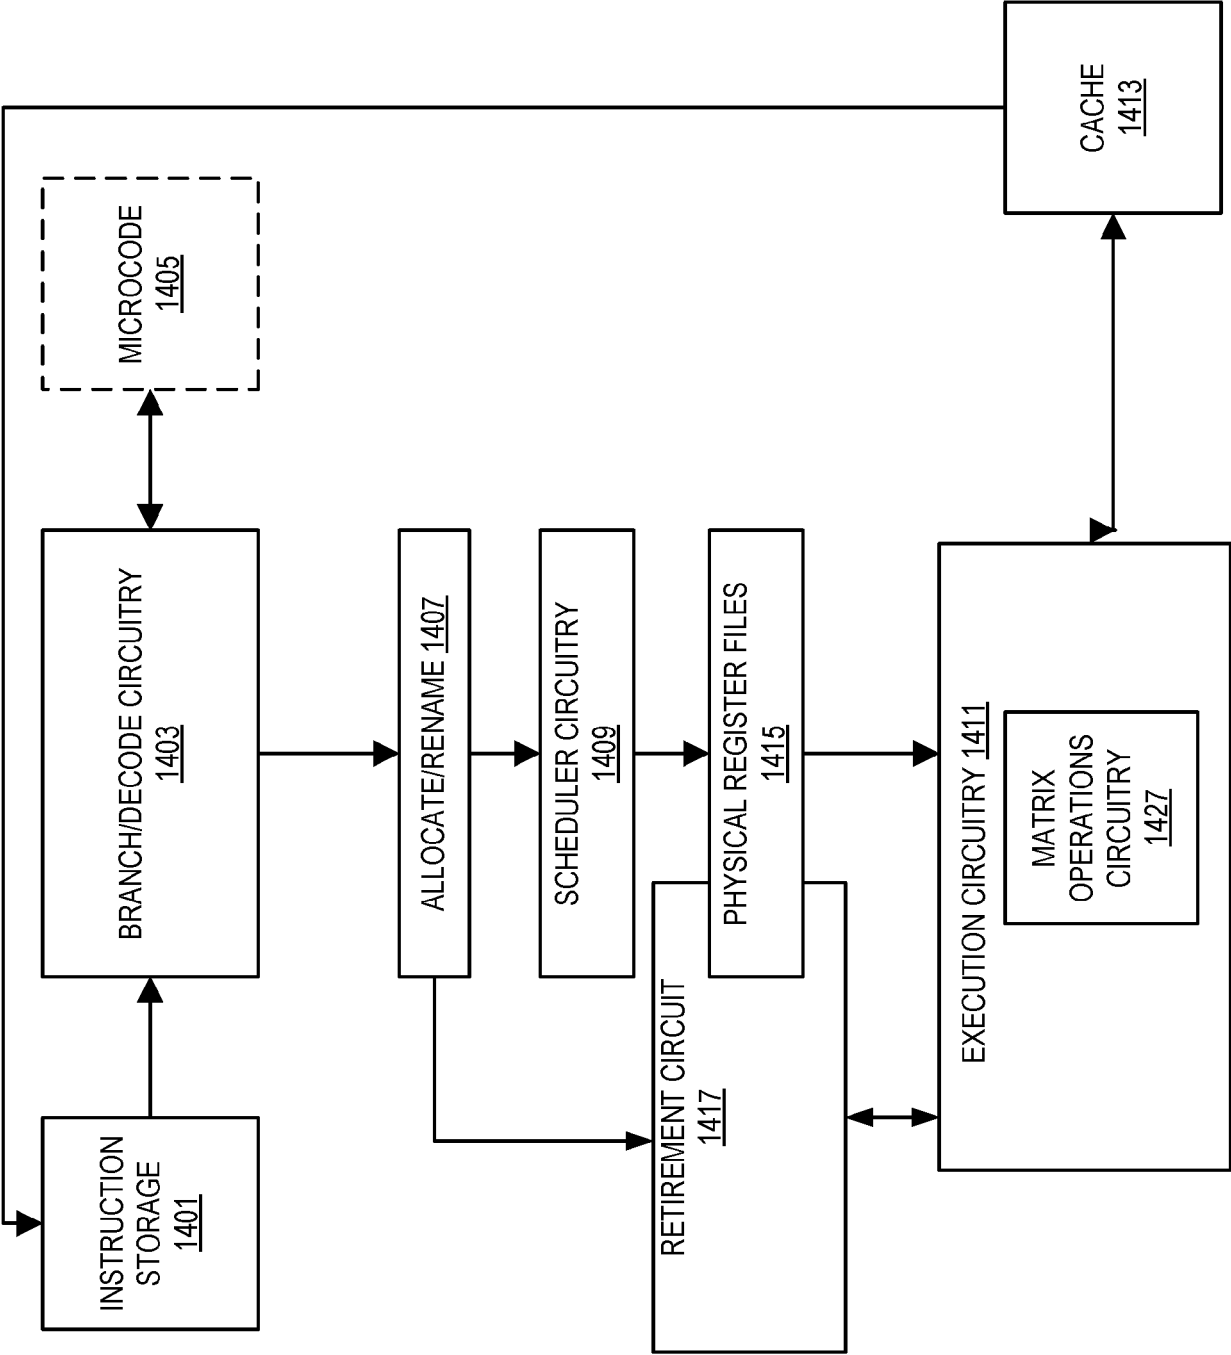 INSTRUCTION
STORAGE
1401
BRANCH/DECODE CIRCUITRY
1403
MICROCODE
1405
ALLOCATE/RENAME 1407
SCHEDULER CIRCUITRY
1409
PHYSICAL REGISTER FILES
1415
RETIREMENT CIRCUIT
1417
EXECUTION CIRCUITRY 1411
MATRIX
OPERATIONS
CIRCUITRY
1427
CACHE
1413